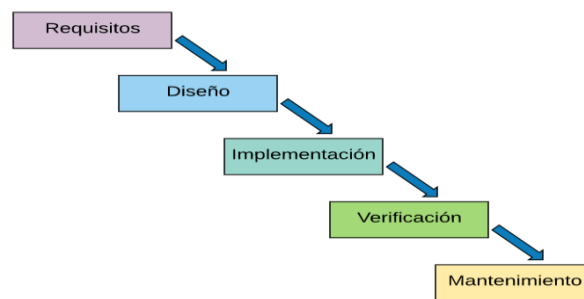 Requisitos
Diseño
Implementación
Verificación
Mantenimiento